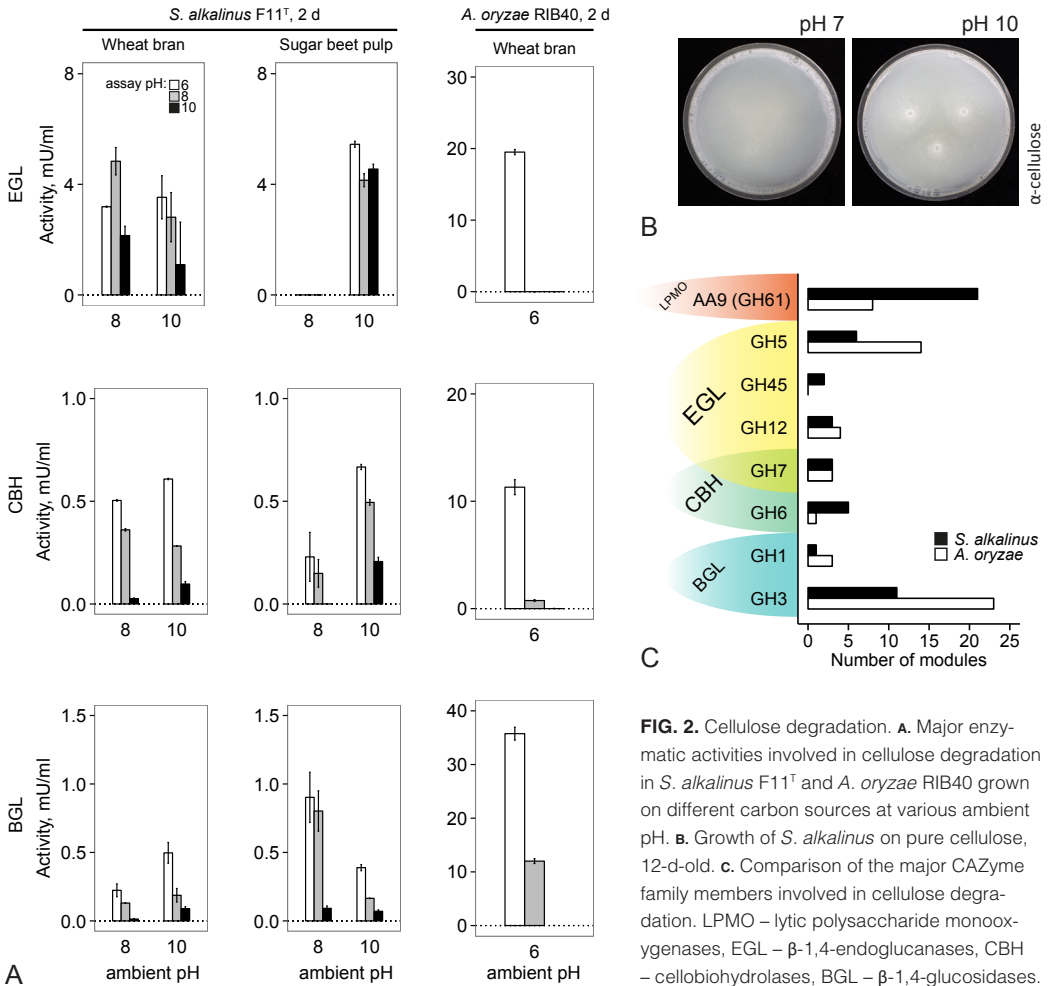 S. alkalinus F11ᵀ, 2 d
A. oryzae RIB40, 2 d
Wheat bran
Sugar beet pulp
Wheat bran
EGL
Activity, mU/ml
8
4
0
assay pH:
6
8
10
8 10
8
4
0
8 10
30
20
10
0
6
CBH
Activity, mU/ml
1.0
0.5
0.0
8 10
1.0
0.5
0.0
8 10
20
10
0
6
BGL
Activity, mU/ml
1.5
1.0
0.5
0.0
8 10
ambient pH
1.5
1.0
0.5
0.0
8 10
ambient pH
40
30
20
10
0
6
ambient pH
A
pH 7
pH 10
α-cellulose
B
LPMO
AA9 (GH61)
EGL
GH5
GH45
GH12
GH7
CBH
GH6
BGL
GH1
GH3
S. alkalinus
A. oryzae
0 5 10 15 20 25
Number of modules
C
FIG. 2. Cellulose degradation. A. Major enzy-
matic activities involved in cellulose degradation
in S. alkalinus F11ᵀ and A. oryzae RIB40 grown
on different carbon sources at various ambient
pH. B. Growth of S. alkalinus on pure cellulose,
12-d-old. C. Comparison of the major CAZyme
family members involved in cellulose degra-
dation. LPMO – lytic polysaccharide monoox-
ygenases, EGL – β-1,4-endoglucanases, CBH
– cellobiohydrolases, BGL – β-1,4-glucosidases.